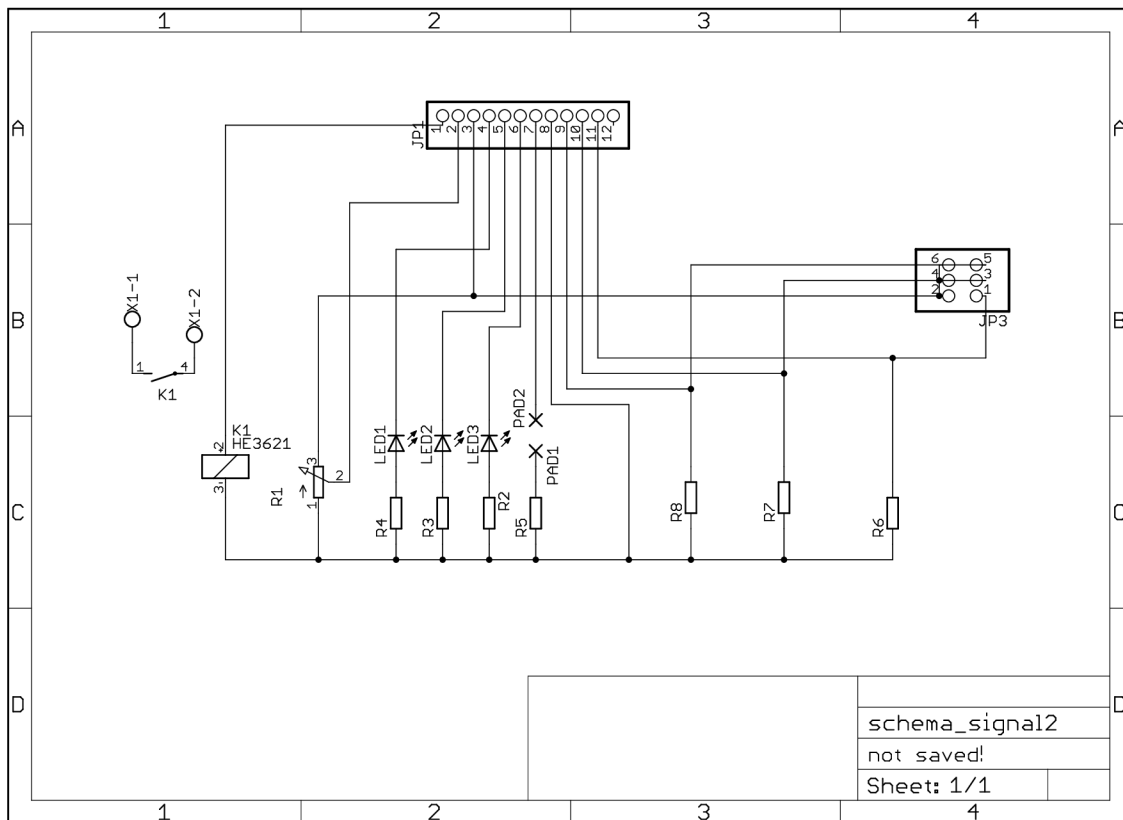 1 2 3 4
A A
JP1
1 2 3 4 5 6 7 8 9 10 11 12
X1-1
X1-2
1 4
K1
6 5
4 3
2 1
JP3
B B
K1
HE3621
2
3
R1
3
2
1
LED1
LED2
LED3
PAD2
PAD1
R4
R3
R2
R5
R8
R7
R6
C C
D D
schema_signal2
not saved!
Sheet: 1/1
1 2 3 4